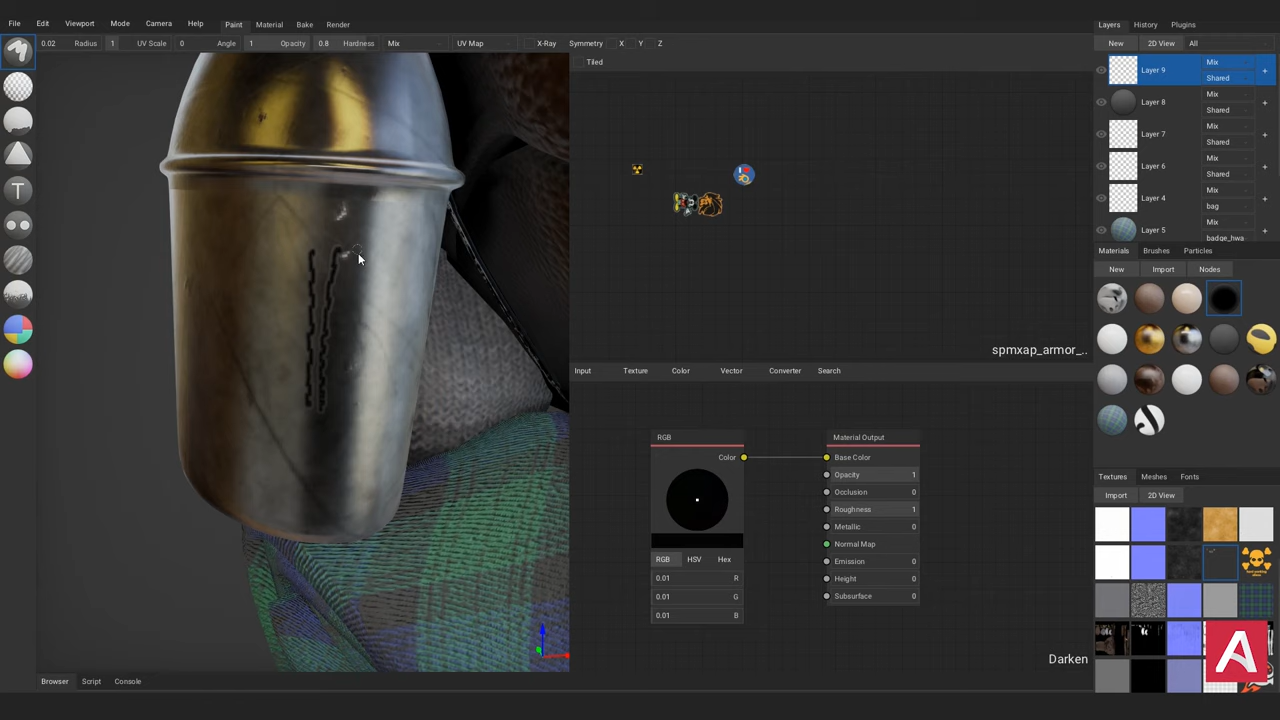 File Edit Viewport Mode Camera Help Paint Material Bake Render
Layers History Plugins
0.02 Radius 1 UV Scale 0 Angle 1 Opacity 0.8 Hardness Mix UV Map X-Ray Symmetry X Y Z
New 2D View All
Tiled
Layer 9 Mix
Shared
Layer 8 Mix
Shared
Layer 7 Mix
Shared
Layer 6 Mix
Shared
Layer 4 Mix
bag
Layer 5 Mix
badge_hwa
T
Materials Brushes Particles
New Import Nodes
spmxap_armor_..
Input Texture Color Vector Converter Search
RGB
Color
RGB HSV Hex
0.01 R
0.01 G
0.01 B
Material Output
Base Color
Opacity 1
Occlusion 0
Roughness 1
Metallic 0
Normal Map
Emission 0
Height 0
Subsurface 0
Darken
Textures Meshes Fonts
Import 2D View
Browser Script Console
A